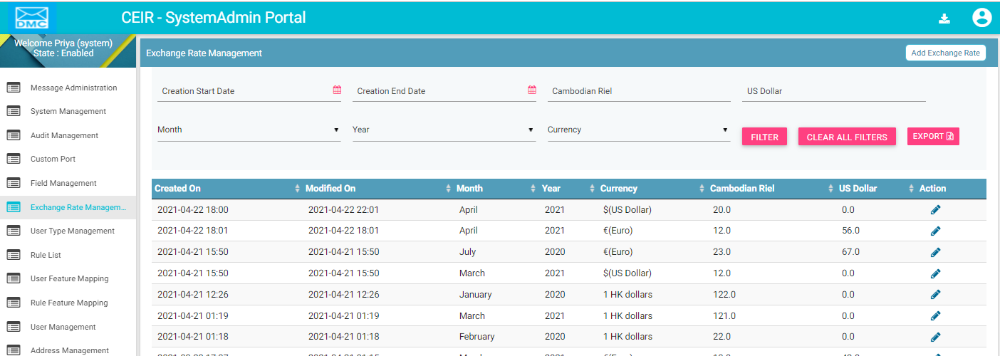 DMC
CEIR - SystemAdmin Portal
Welcome Priya (system)
State : Enabled
Message Administration
System Management
Audit Management
Custom Port
Field Management
Exchange Rate Managem...
User Type Management
Rule List
User Feature Mapping
Rule Feature Mapping
User Management
Address Management
Exchange Rate Management
Add Exchange Rate
Creation Start Date Creation End Date Cambodian Riel US Dollar
Month Year Currency FILTER CLEAR ALL FILTERS EXPORT
Created On Modified On Month Year Currency Cambodian Riel US Dollar Action
2021-04-22 18:00 2021-04-22 22:01 April 2021 $(US Dollar) 20.0 0.0
2021-04-22 18:01 2021-04-22 18:01 April 2021 €(Euro) 12.0 56.0
2021-04-21 15:50 2021-04-21 15:50 July 2020 €(Euro) 23.0 67.0
2021-04-21 15:50 2021-04-21 15:50 March 2021 $(US Dollar) 12.0 0.0
2021-04-21 12:26 2021-04-21 12:26 January 2020 1 HK dollars 122.0 0.0
2021-04-21 01:19 2021-04-21 01:19 March 2021 1 HK dollars 121.0 0.0
2021-04-21 01:18 2021-04-21 01:18 February 2020 1 HK dollars 22.0 0.0